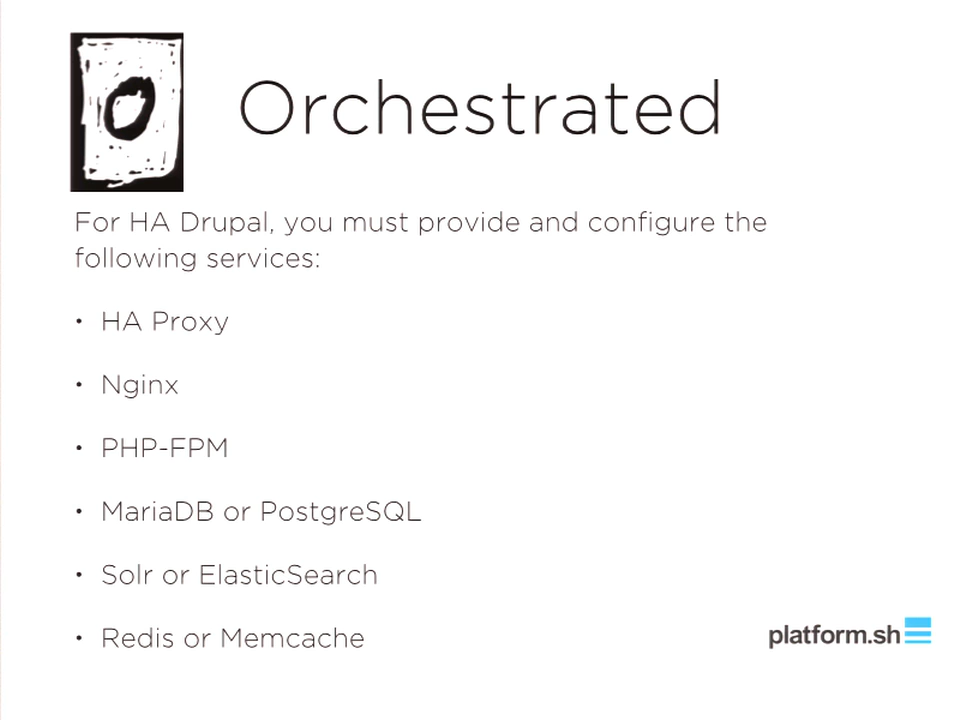 O
Orchestrated
For HA Drupal, you must provide and configure the
following services:
• HA Proxy
• Nginx
• PHP-FPM
• MariaDB or PostgreSQL
• Solr or ElasticSearch
• Redis or Memcache
platform.sh